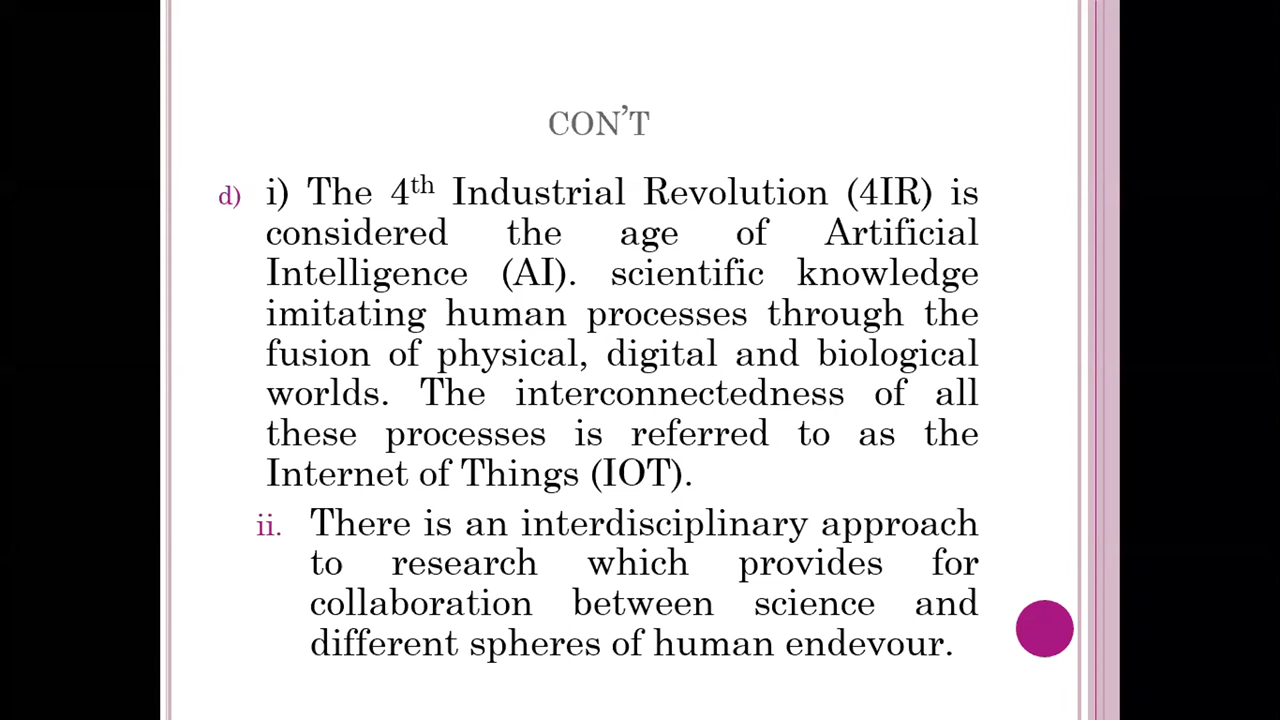 CON'T
d) i) The 4th Industrial Revolution (4IR) is
considered the age of Artificial
Intelligence (AI). scientific knowledge
imitating human processes through the
fusion of physical, digital and biological
worlds. The interconnectedness of all
these processes is referred to as the
Internet of Things (IOT).
ii. There is an interdisciplinary approach
to research which provides for
collaboration between science and
different spheres of human endevour.